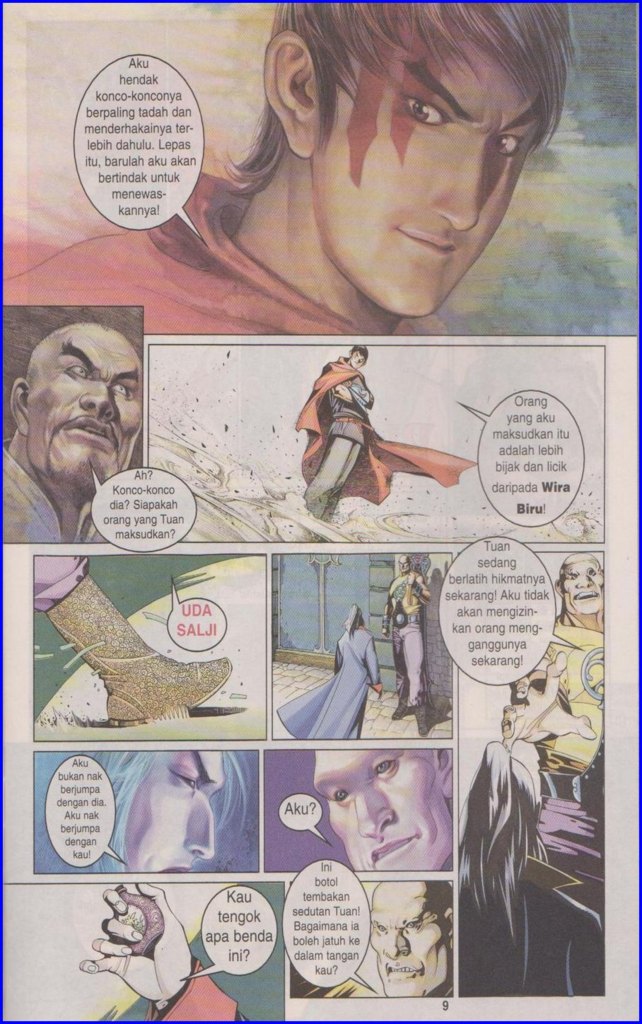 Aku
hendak
konco-konconya
berpaling tadah dan
menderhakainya ter-
lebih dahulu. Lepas
itu, barulah aku akan
bertindak untuk
menewas-
kannya!
Ah?
Konco-konco
dia? Siapakah
orang yang Tuan
maksudkan?
Orang
yang aku
maksudkan itu
adalah lebih
bijak dan licik
daripada Wira
Biru!
UDA
SALJI
Tuan
sedang
berlatih hikmatnya
sekarang! Aku tidak
akan mengizin-
kan orang meng-
ganggunya
sekarang!
Aku
bukan nak
berjumpa
dengan dia.
Aku nak
berjumpa
dengan
kau!
Aku?
Kau
tengok
apa benda
ini?
Ini
botol
tembakan
sedutan Tuan!
Bagaimana ia
boleh jatuh ke
dalam tangan
kau?
9